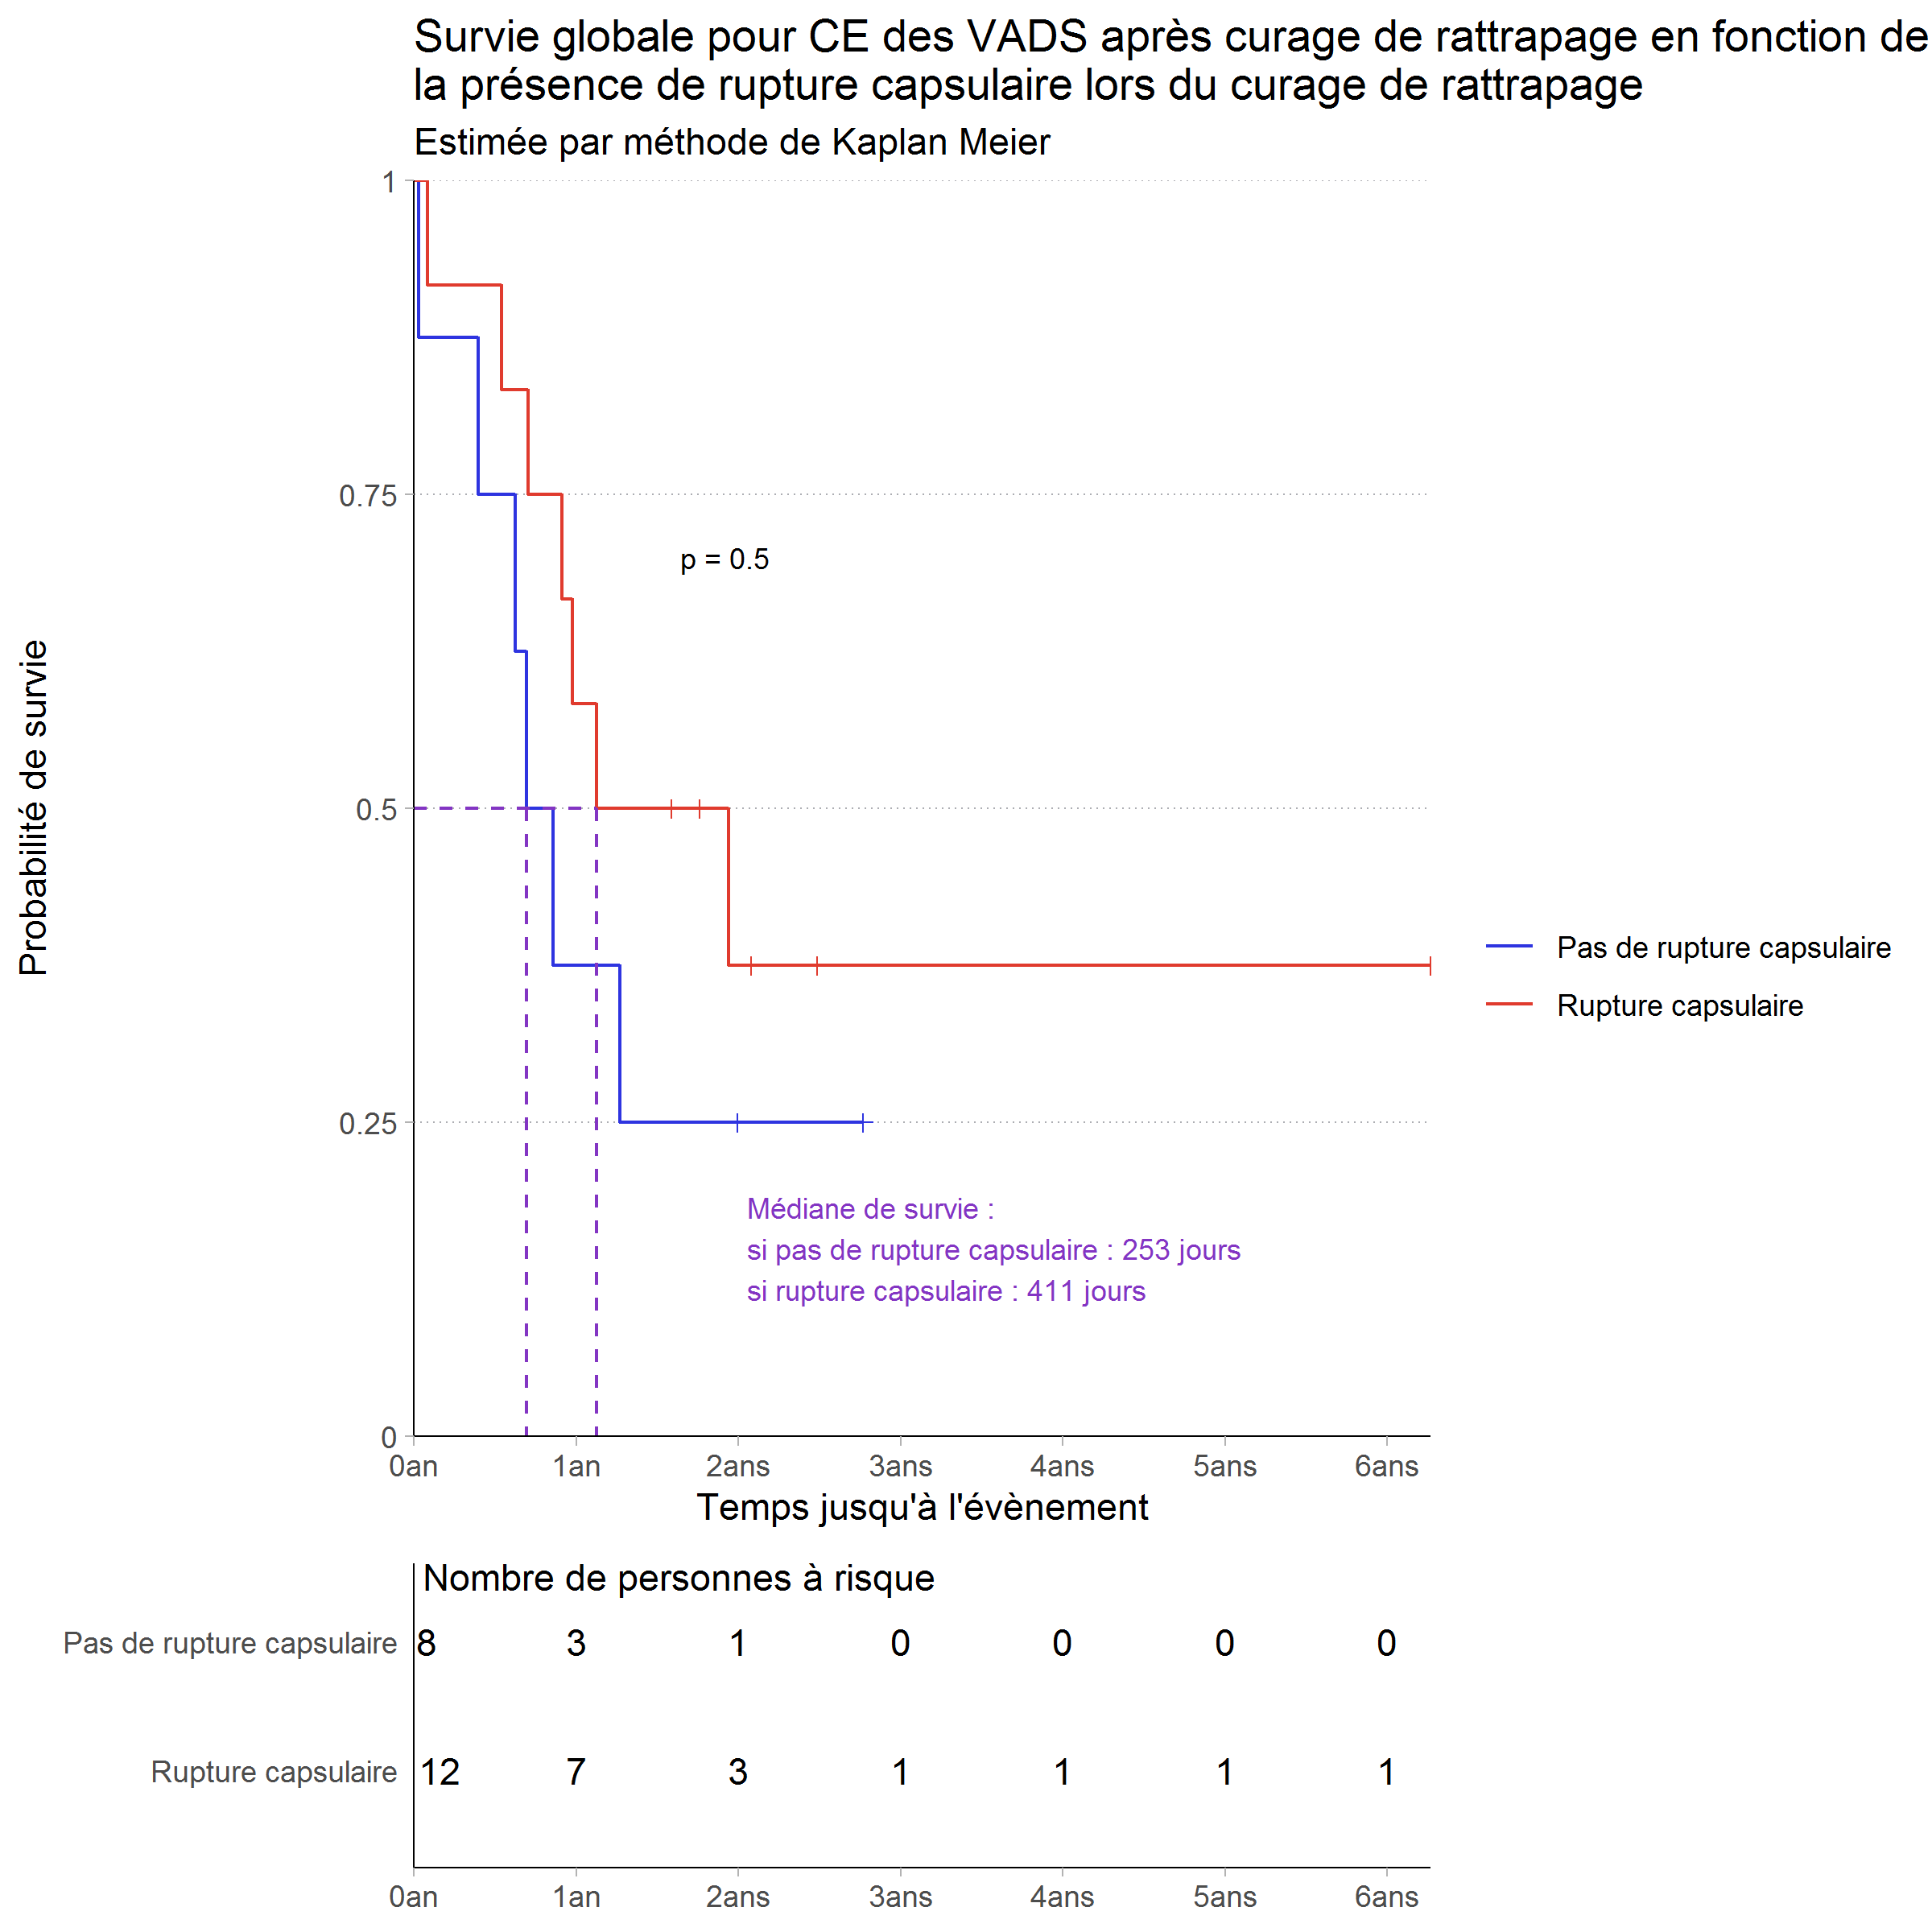 Survie globale pour CE des VADS après curage de rattrapage en fonction de
la présence de rupture capsulaire lors du curage de rattrapage
Estimée par méthode de Kaplan Meier
Probabilité de survie
1
0.75
0.5
0.25
0
p = 0.5
Médiane de survie :
si pas de rupture capsulaire : 253 jours
si rupture capsulaire : 411 jours
Pas de rupture capsulaire
Rupture capsulaire
0an 1an 2ans 3ans 4ans 5ans 6ans
Temps jusqu'à l'évènement
Nombre de personnes à risque
Pas de rupture capsulaire 8 3 1 0 0 0 0
Rupture capsulaire 12 7 3 1 1 1 1
0an 1an 2ans 3ans 4ans 5ans 6ans